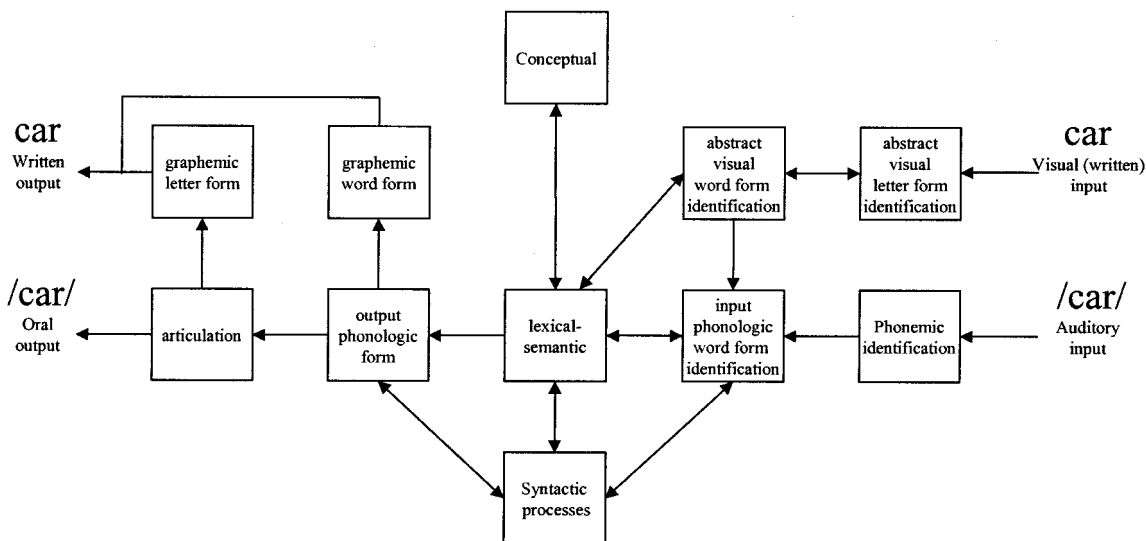 Conceptual
car
Written
output
graphemic
letter form
graphemic
word form
abstract
visual
word form
identification
abstract
visual
letter form
identification
car
Visual (written)
input
/car/
Oral
output
articulation
output
phonologic
form
lexical-
semantic
input
phonologic
word form
identification
Phonemic
identification
/car/
Auditory
input
Syntactic
processes